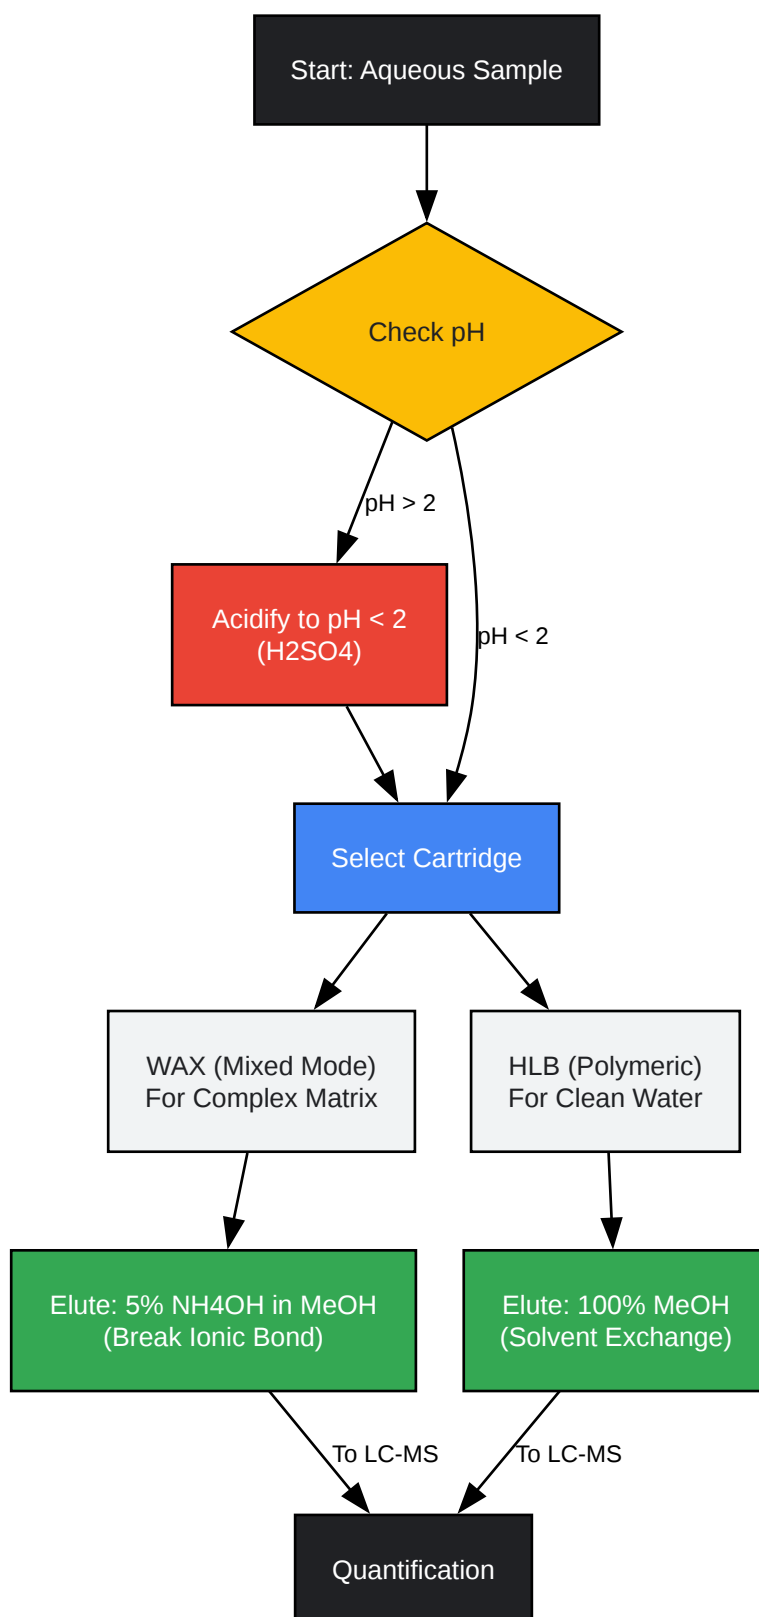 Start: Aqueous Sample
Check pH
pH > 2
Acidify to pH < 2
(H2SO4)
pH < 2
Select Cartridge
WAX (Mixed Mode)
For Complex Matrix
HLB (Polymeric)
For Clean Water
Elute: 5% NH4OH in MeOH
(Break Ionic Bond)
Elute: 100% MeOH
(Solvent Exchange)
To LC-MS
To LC-MS
Quantification